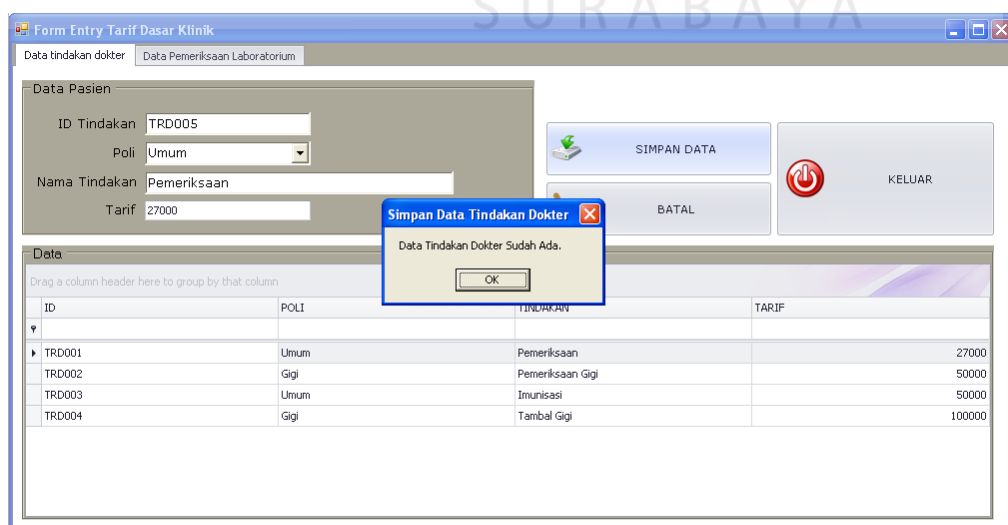 SURABAYA
Form Entry Tarif Dasar Klinik
Data tindakan dokter Data Pemeriksaan Laboratorium
Data Pasien
ID Tindakan TRD005
Poli Umum
Nama Tindakan Pemeriksaan
Tarif 27000
SIMPAN DATA
BATAL
KELUAR
Simpan Data Tindakan Dokter
Data Tindakan Dokter Sudah Ada.
OK
Data
Drag a column header here to group by that column
ID POLI TINDAKAN TARIF
TRD001 Umum Pemeriksaan 27000
TRD002 Gigi Pemeriksaan Gigi 50000
TRD003 Umum Imunisasi 50000
TRD004 Gigi Tambal Gigi 100000